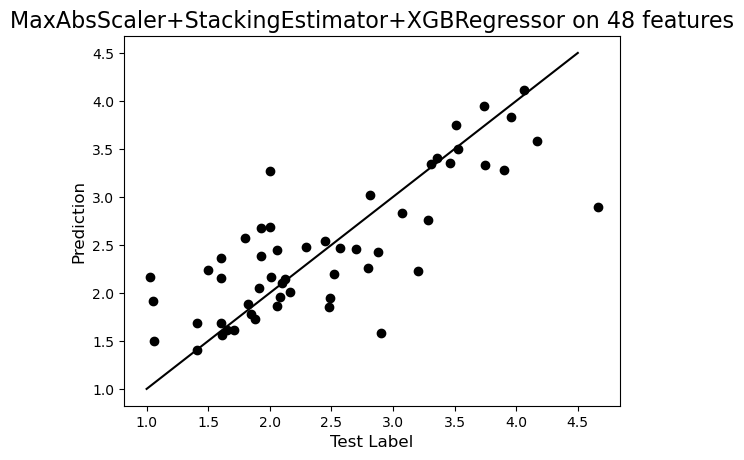 MaxAbsScaler+StackingEstimator+XGBRegressor on 48 features
4.5
4.0
3.5
3.0
2.5
2.0
1.5
1.0
Prediction
1.0 1.5 2.0 2.5 3.0 3.5 4.0 4.5
Test Label